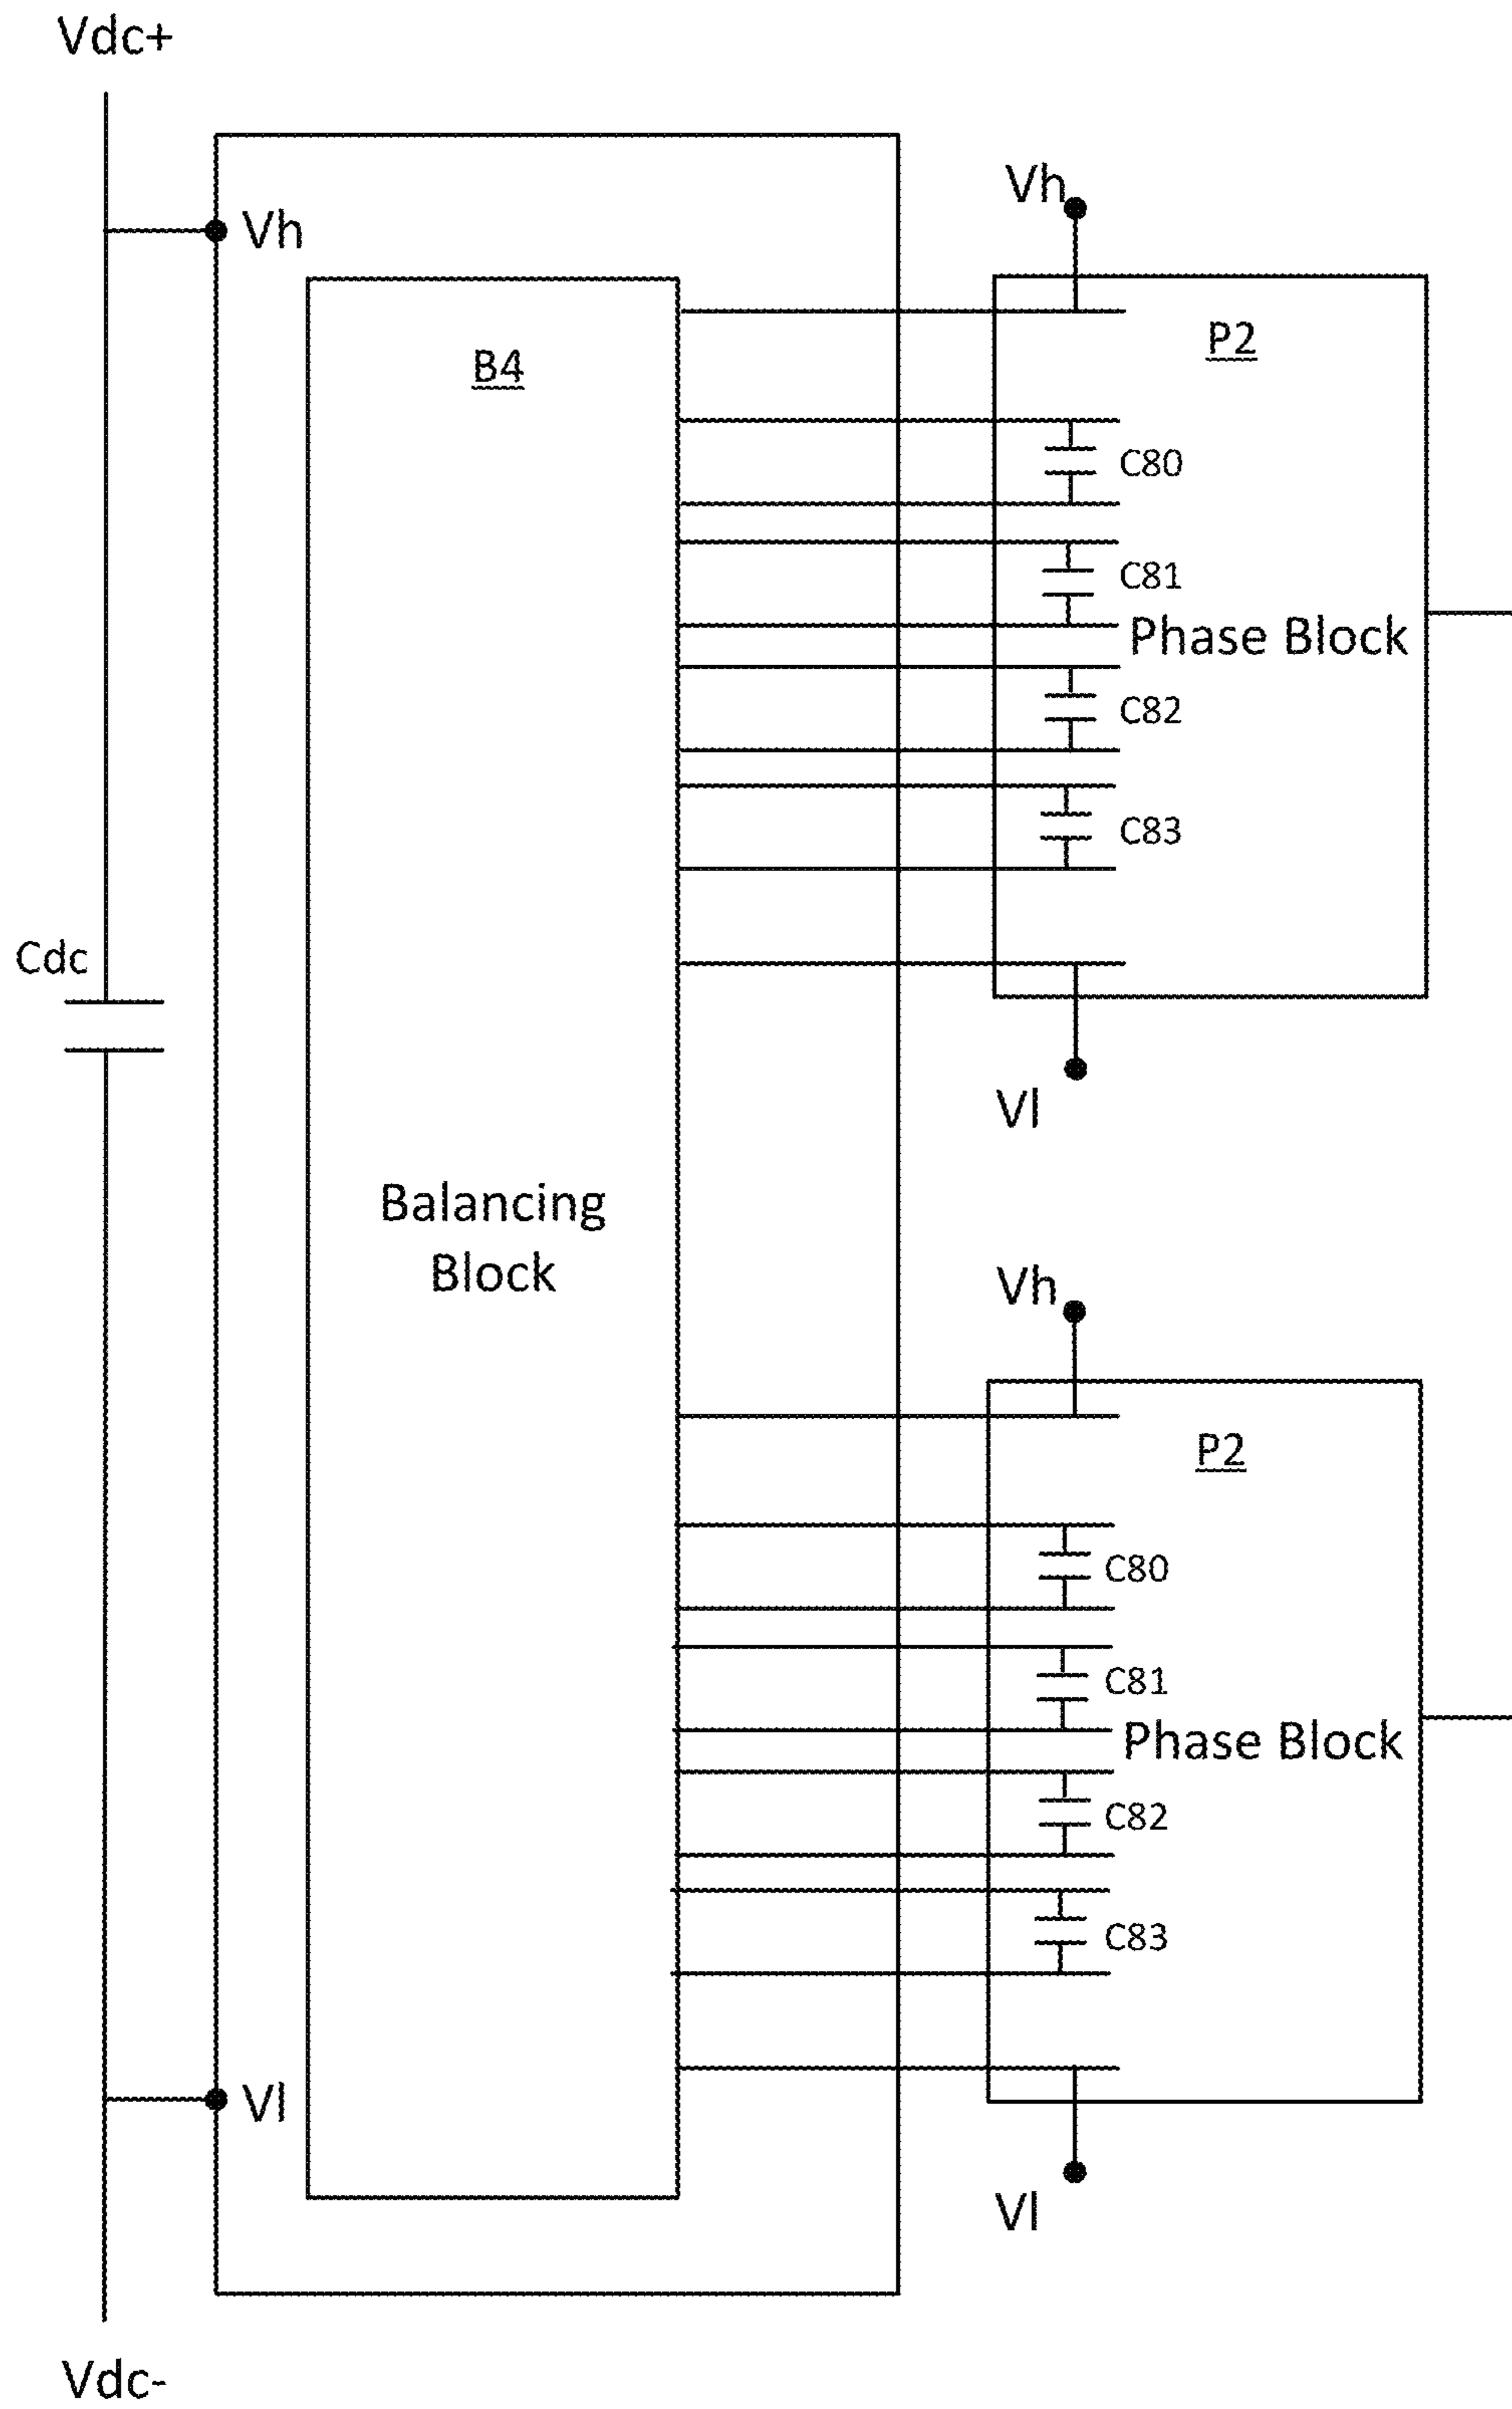 Vdc+
Vh
Vh
B4
P2
C80
C81
Phase Block
C82
C83
Cdc
Vl
Balancing
Block
Vh
P2
C80
C81
Phase Block
C82
C83
Vl
Vl
Vdc-